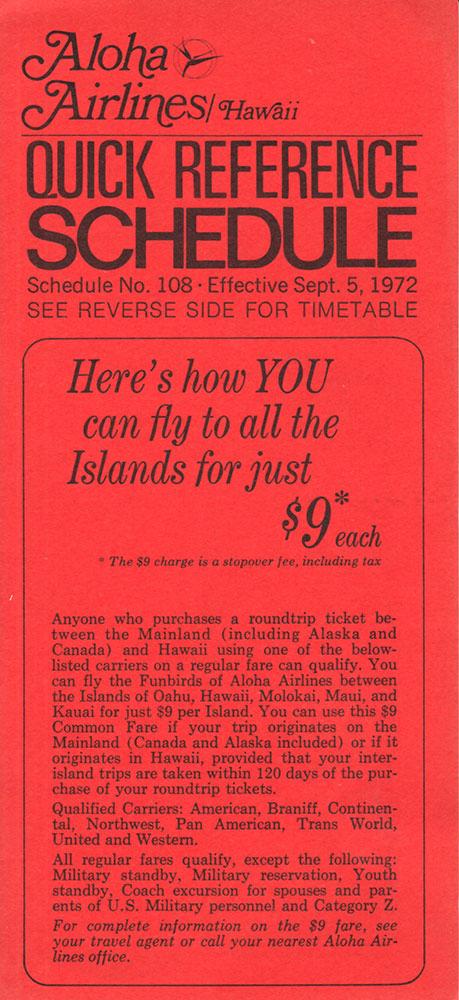 Aloha
Airlines/Hawaii
QUICK REFERENCE
SCHEDULE
Schedule No. 108 · Effective Sept. 5, 1972
SEE REVERSE SIDE FOR TIMETABLE
Here's how YOU
can fly to all the
Islands for just
$9* each
* The $9 charge is a stopover fee, including tax
Anyone who purchases a roundtrip ticket be-
tween the Mainland (including Alaska and
Canada) and Hawaii using one of the below-
listed carriers on a regular fare can qualify. You
can fly the Funbirds of Aloha Airlines between
the Islands of Oahu, Hawaii, Molokai, Maui, and
Kauai for just $9 per Island. You can use this $9
Common Fare if your trip originates on the
Mainland (Canada and Alaska included) or if it
originates in Hawaii, provided that your inter-
island trips are taken within 120 days of the pur-
chase of your roundtrip tickets.
Qualified Carriers: American, Braniff, Continen-
tal, Northwest, Pan American, Trans World,
United and Western.
All regular fares qualify, except the following:
Military standby, Military reservation, Youth
standby, Coach excursion for spouses and par-
ents of U.S. Military personnel and Category Z.
For complete information on the $9 fare, see
your travel agent or call your nearest Aloha Air-
lines office.